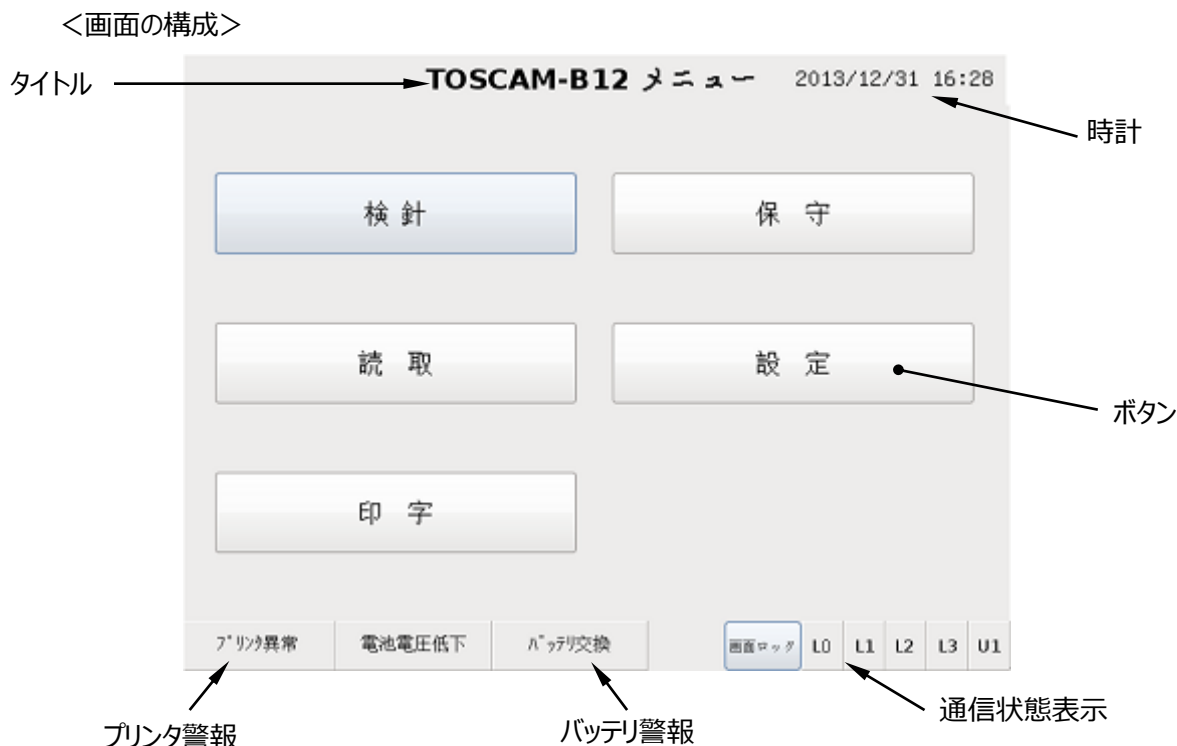 ＜画面の構成＞
タイトル
TOSCAM-B12 メニュー
2013/12/31 16:28
時計
検 針
保 守
読 取
設 定
ボタン
印 字
ﾌﾟﾘﾝﾀ異常
電池電圧低下
ﾊﾞｯﾃﾘ交換
画面ロック
L0
L1
L2
L3
U1
プリンタ警報
バッテリ警報
通信状態表示